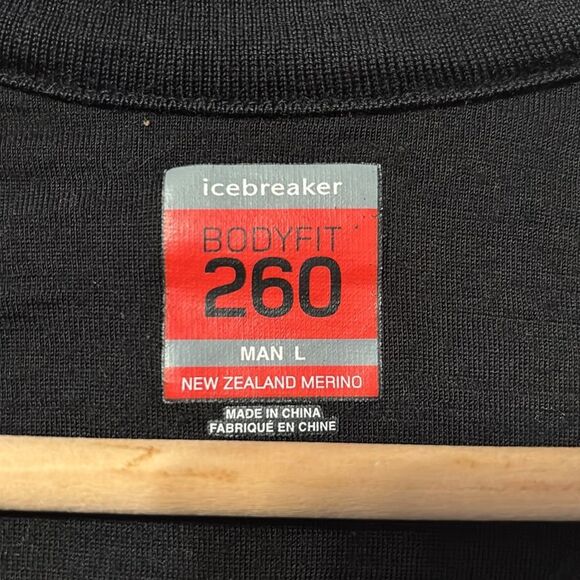 icebreaker
BODYFIT
260
MAN L
NEW ZEALAND MERINO
MADE IN CHINA
FABRIQUÉ EN CHINE